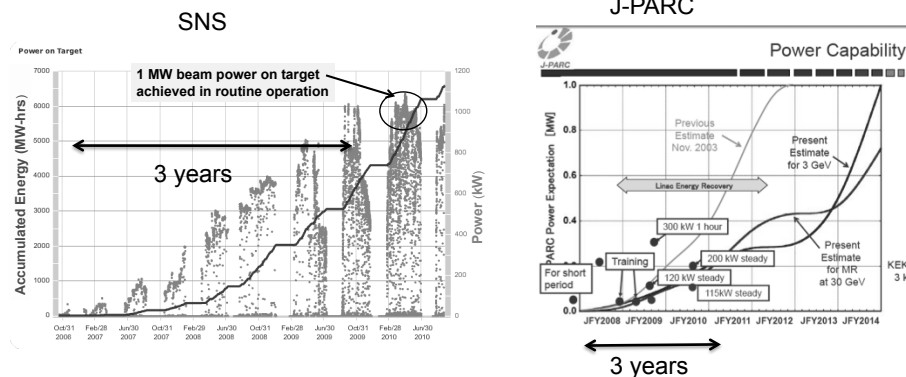 SNS
Power on Target
Accumulated Energy (MW-hrs)
7000
6000
5000
4000
3000
2000
1000
0
1 MW beam power on target
achieved in routine operation
3 years
1200
1000
800
600
400
200
0
Power (kW)
Oct/31 Feb/28 Jun/30 Oct/31 Feb/29 Jun/30 Oct/31 Feb/28 Jun/30 Oct/31 Feb/28 Jun/30
2006 2007 2007 2007 2008 2008 2008 2009 2009 2009 2010 2010
J-PARC
J-PARC
Power Capability
PARC Power Expectation [MW]
1.0
0.8
0.6
0.4
0.2
0.0
Previous
Estimate
Nov. 2003
Present
Estimate
for 3 GeV
Linac Energy Recovery
300 kW 1 hour
Training
200 kW steady
For short
period
120 kW steady
115kW steady
Present
Estimate
for MR
at 30 GeV
KEK
JFY2008 JFY2009 JFY2010 JFY2011 JFY2012 JFY2013 JFY2014
3 years